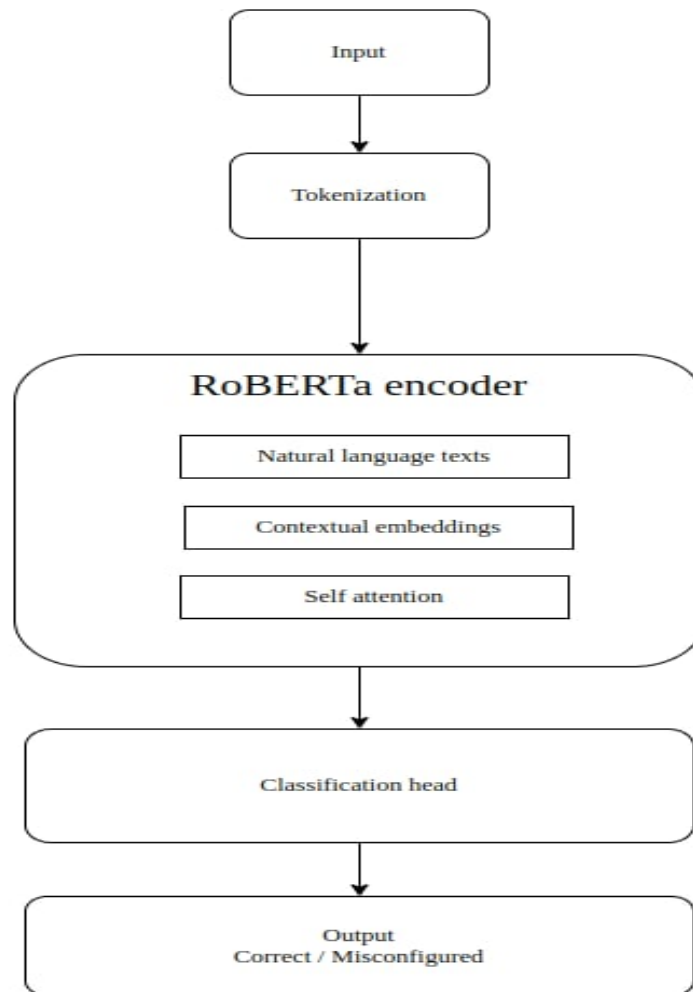 Input
Tokenization
RoBERTa encoder
Natural language texts
Contextual embeddings
Self attention
Classification head
Output
Correct / Misconfigured